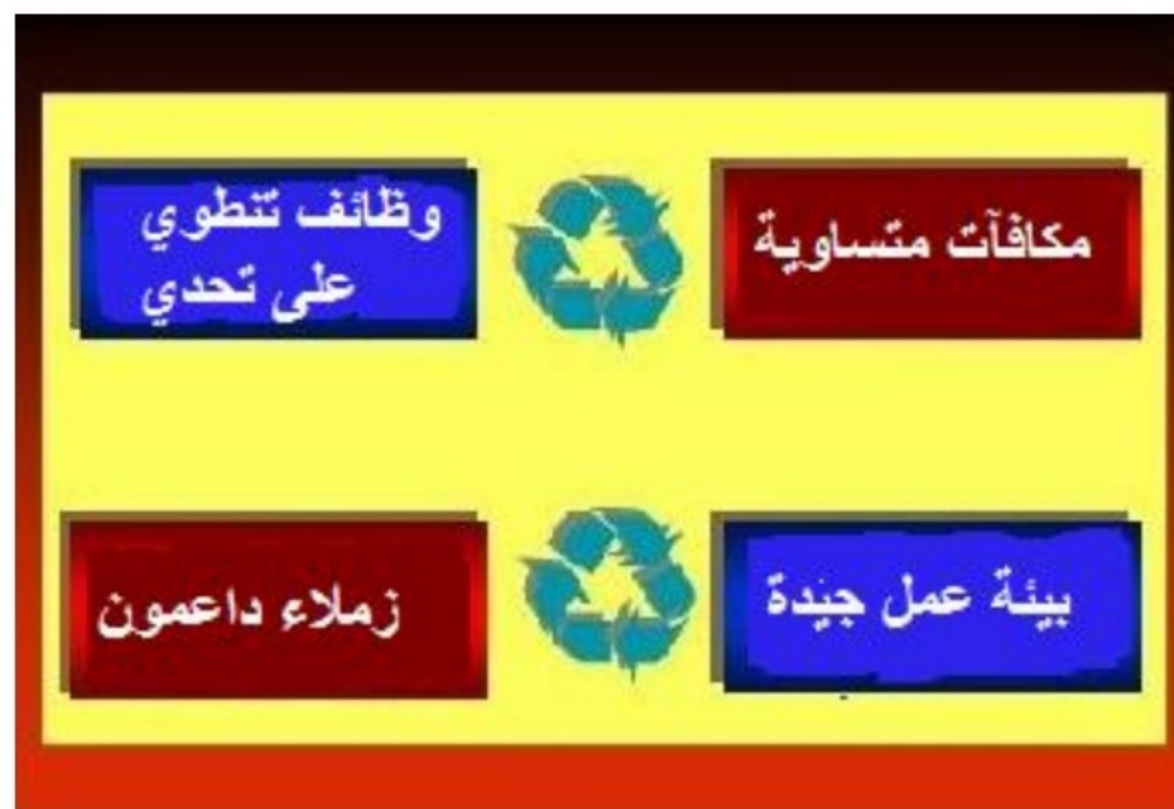 مكافآت متساوية
وظائف تنطوي
على تحدي
بيئة عمل جيدة
زملاء داعمون